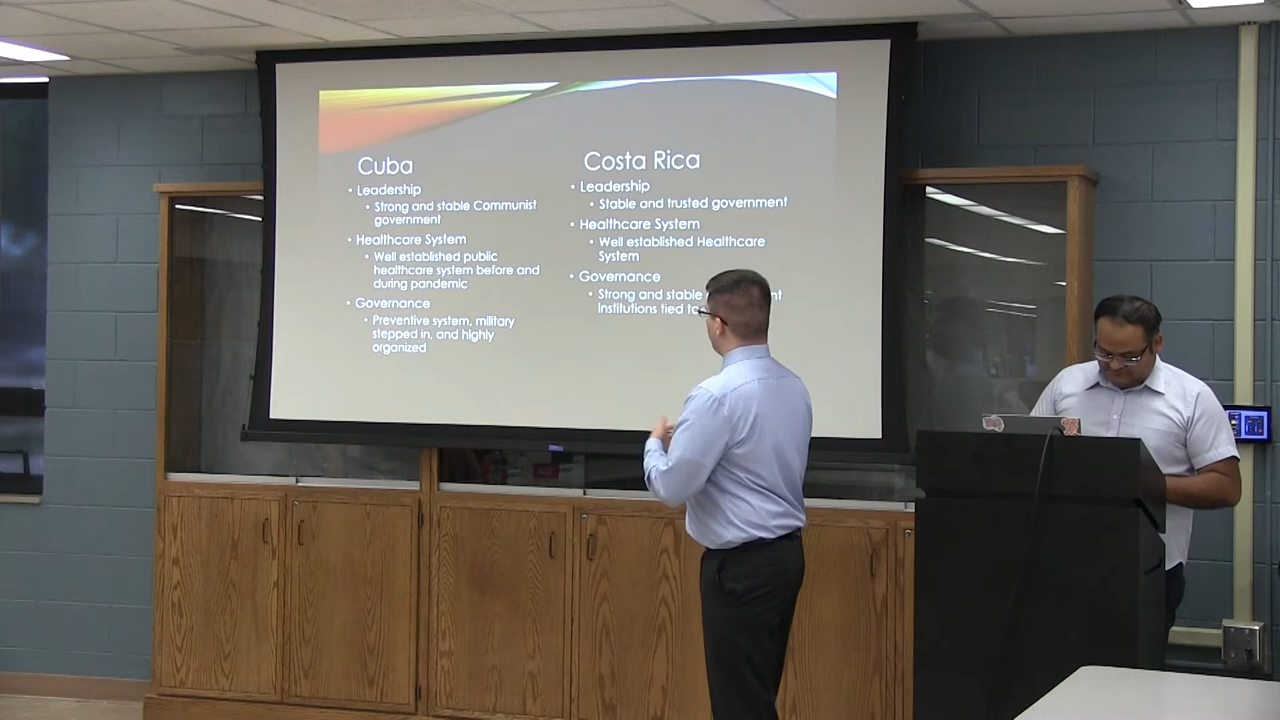 Cuba
• Leadership
• Strong and stable Communist
government
• Healthcare System
• Well established public
healthcare system before and
during pandemic
• Governance
• Preventive system, military
stepped in, and highly
organized
Costa Rica
• Leadership
• Stable and trusted government
• Healthcare System
• Well established Healthcare
System
• Governance
• Strong and stable
Institutions tied